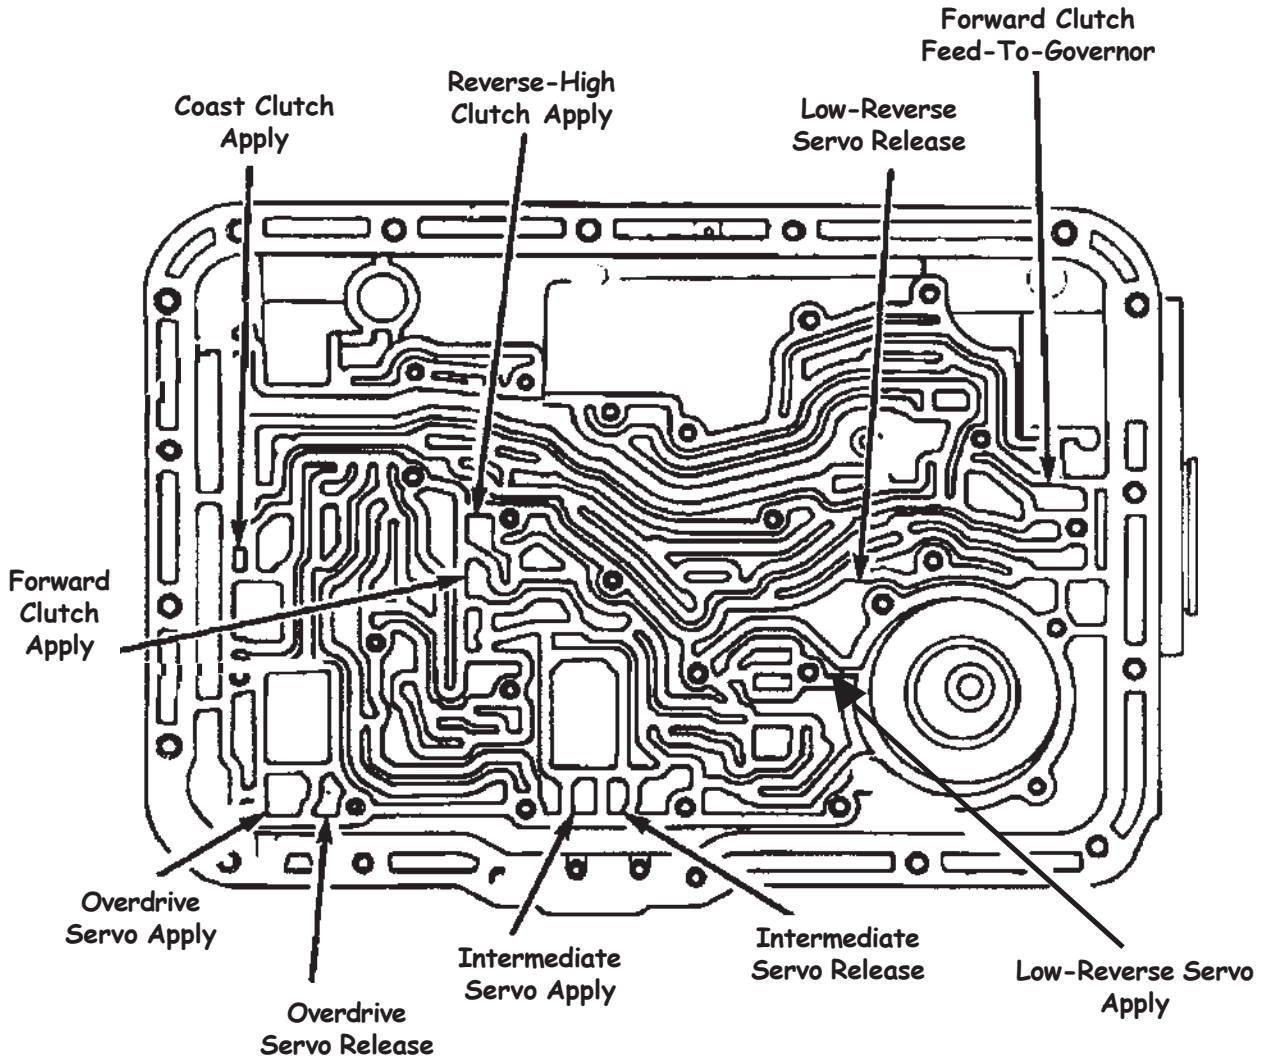 Forward Clutch
Feed-To-Governor
Reverse-High
Clutch Apply
Coast Clutch
Apply
Low-Reverse
Servo Release
Forward
Clutch
Apply
Overdrive
Servo Apply
Intermediate
Servo Apply
Intermediate
Servo Release
Low-Reverse Servo
Apply
Overdrive
Servo Release